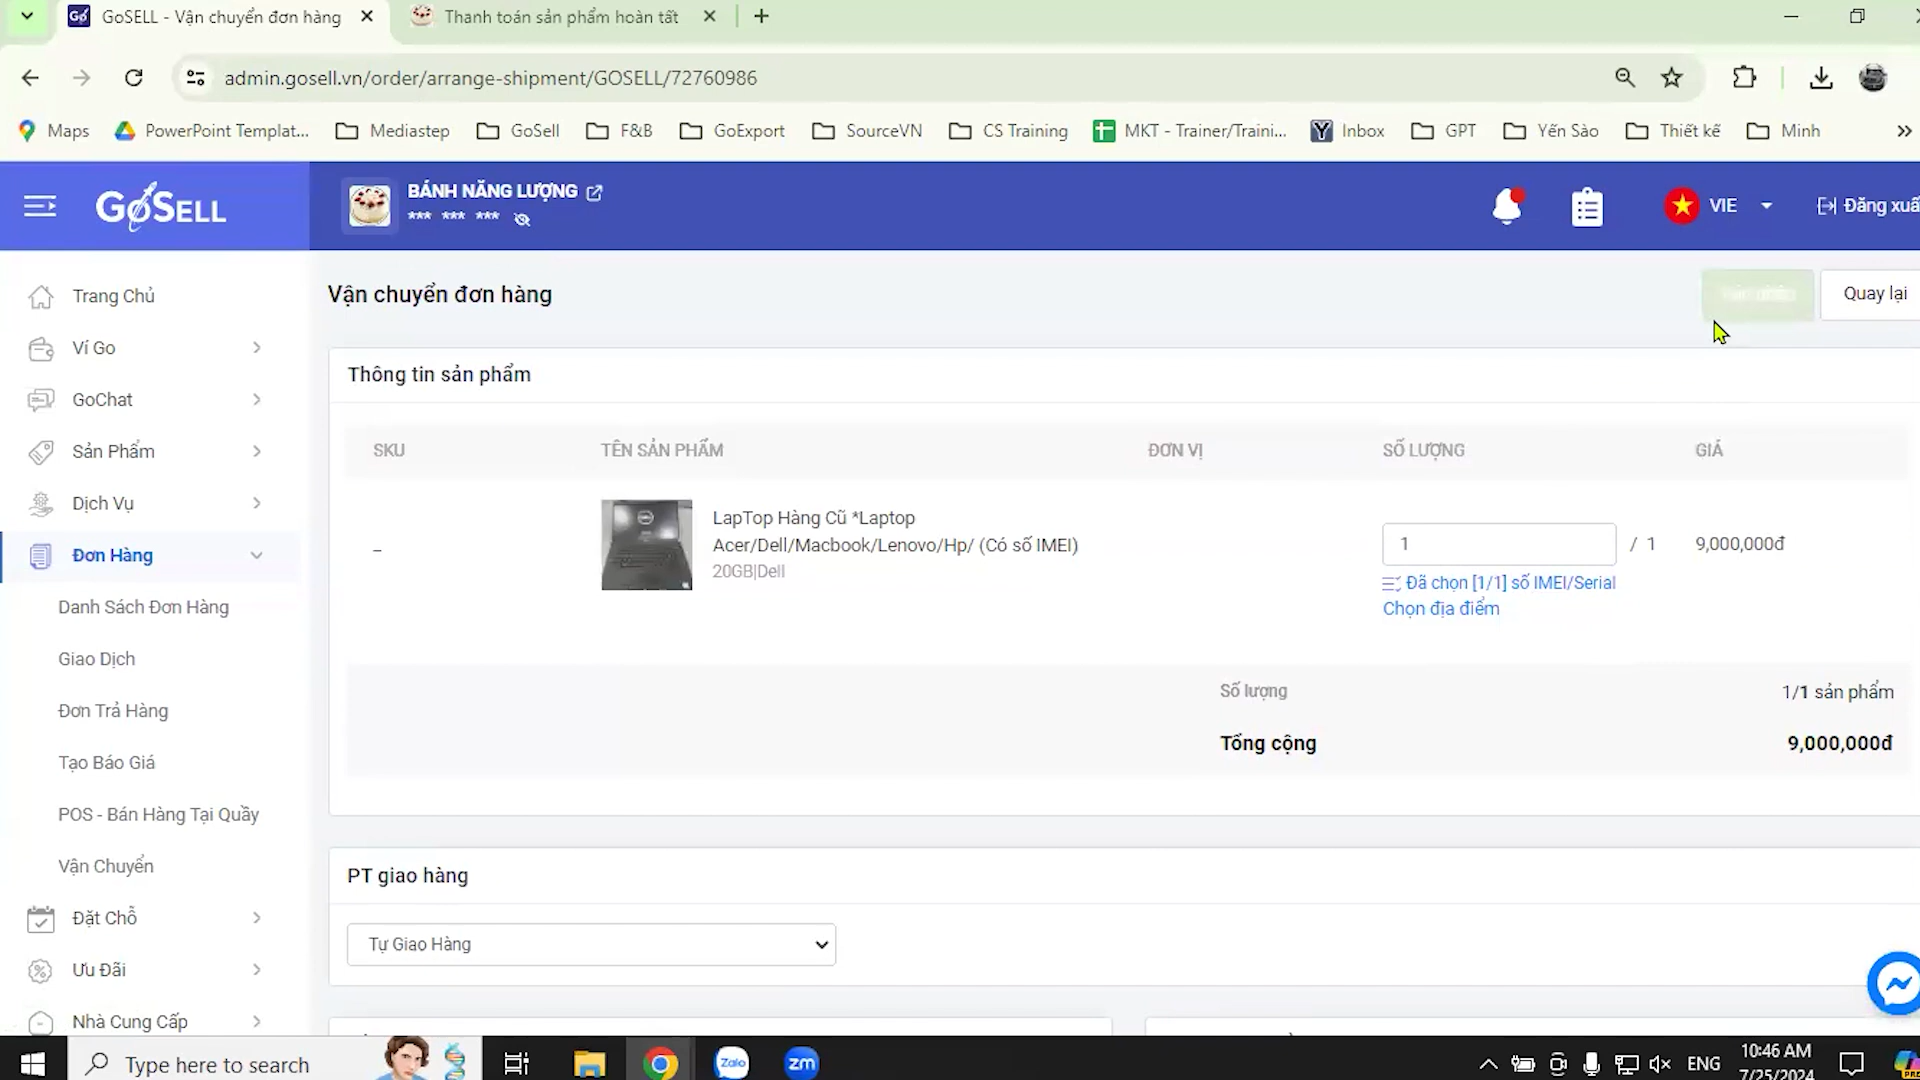 GoSELL - Vận chuyển đơn hàng
Thanh toán sản phẩm hoàn tất
admin.gosell.vn/order/arrange-shipment/GOSELL/72760986
Maps
PowerPoint Templat...
Mediastep
GoSell
F&B
GoExport
SourceVN
CS Training
MKT - Trainer/Traini...
Inbox
GPT
Yến Sào
Thiết kế
Minh
GoSELL
BÁNH NĂNG LƯỢNG
*** *** ***
VIE
Đăng xuấ
Trang Chủ
Ví Go
GoChat
Sản Phẩm
Dịch Vụ
Đơn Hàng
Danh Sách Đơn Hàng
Giao Dịch
Đơn Trả Hàng
Tạo Báo Giá
POS - Bán Hàng Tại Quầy
Vận Chuyển
Đặt Chỗ
Ưu Đãi
Nhà Cung Cấp
Vận chuyển đơn hàng
Quay lại
Thông tin sản phẩm
SKU
TÊN SẢN PHẨM
ĐƠN VỊ
SỐ LƯỢNG
GIÁ
–
LapTop Hàng Cũ *Laptop
Acer/Dell/Macbook/Lenovo/Hp/ (Có số IMEI)
20GB|Dell
1
/ 1
9,000,000đ
Đã chọn [1/1] số IMEI/Serial
Chọn địa điểm
Số lượng
1/1 sản phẩm
Tổng cộng
9,000,000đ
PT giao hàng
Tự Giao Hàng
Type here to search
Zalo
zm
ENG
10:46 AM
7/25/2024